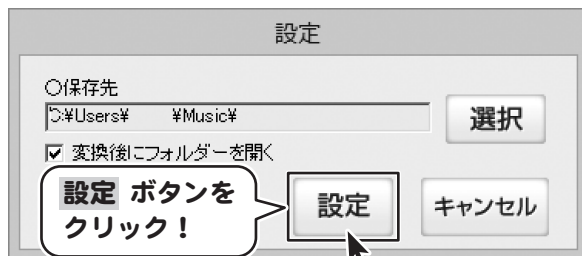 設定
○保存先
C:¥Users¥ ¥Music¥
選択
変換後にフォルダーを開く
設定 ボタンを
クリック！
設定
キャンセル